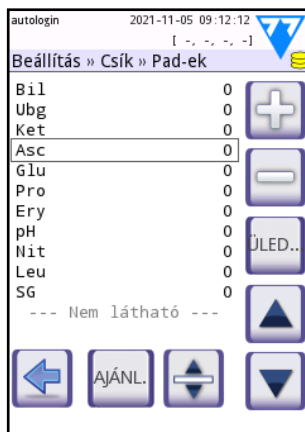 autologin 2021-11-05 09:12:12
[ -, -, -, -]
Beállítás » Csík » Pad-ek
Bil 0
Ubg 0
Ket 0
Asc 0
Glu 0
Pro 0
Ery 0
pH 0
Nit 0
Leu 0
SG 0
--- Nem látható ---
ÜLED..
AJÁNL.